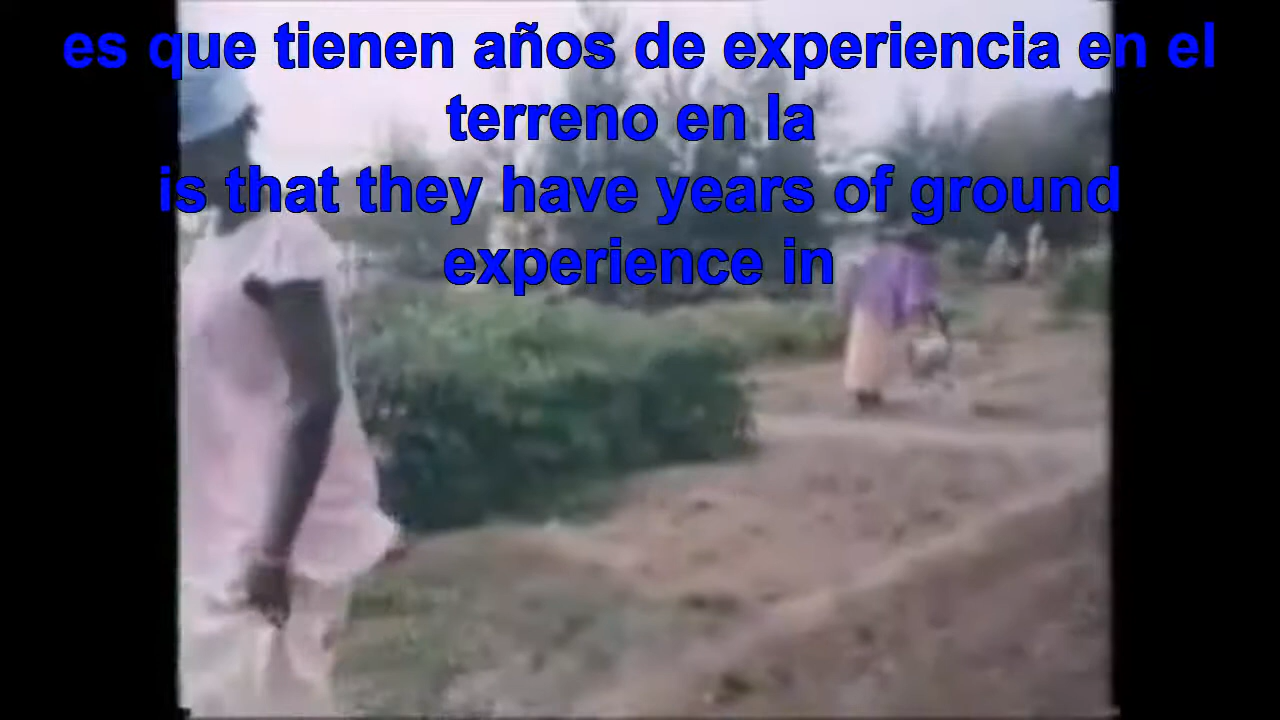 es que tienen años de experiencia en el
terreno en la
is that they have years of ground
experience in